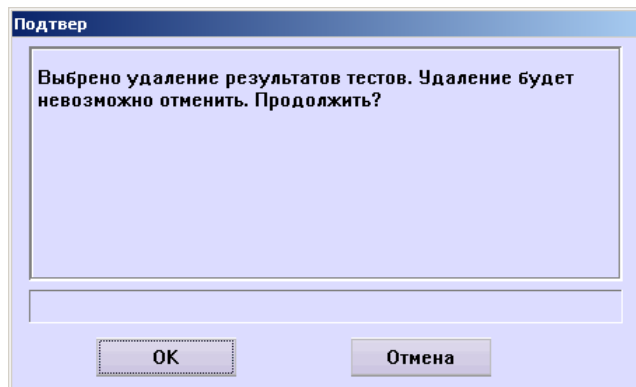 Подтвер
Выбрено удаление результатов тестов. Удаление будет
невозможно отменить. Продолжить?
OK
Отмена